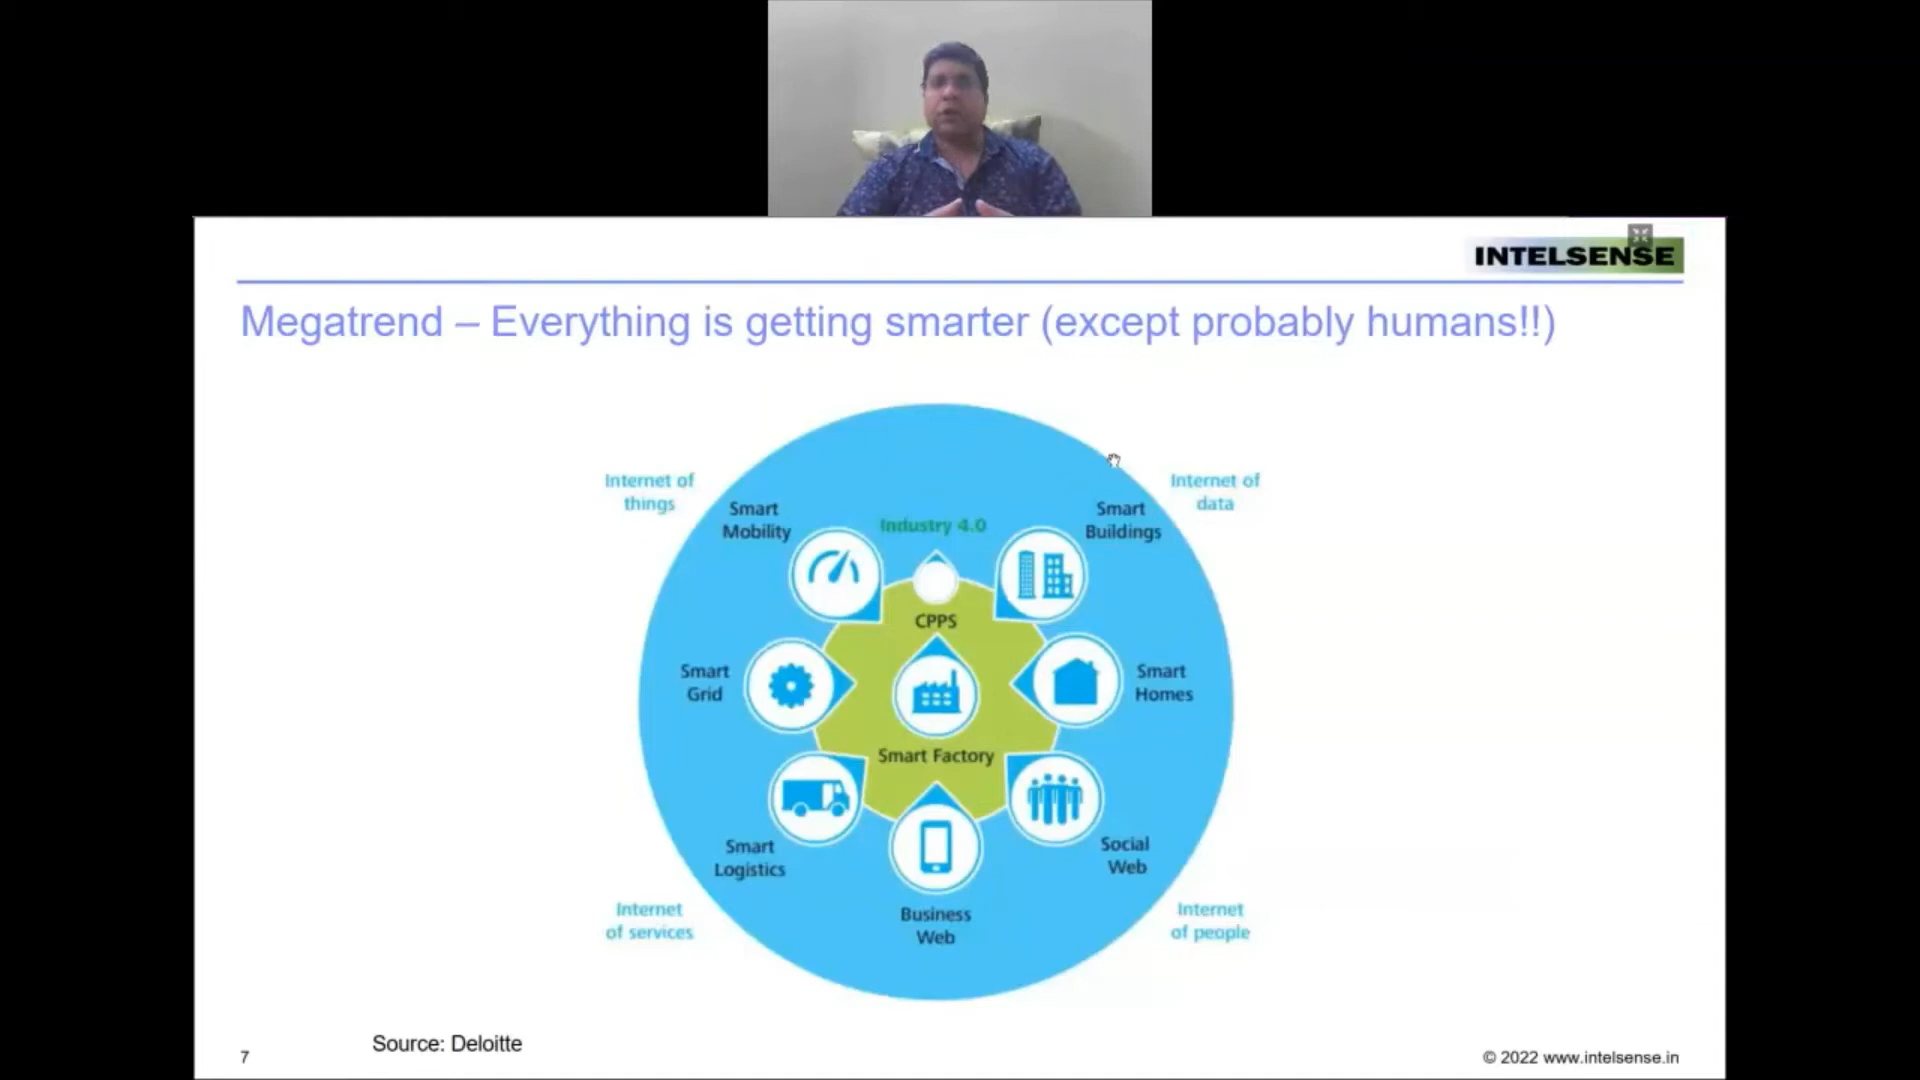 INTELSENSE
Megatrend – Everything is getting smarter (except probably humans!!)
Internet of
things
Internet of
data
Smart
Mobility
Industry 4.0
Smart
Buildings
CPPS
Smart
Grid
Smart
Homes
Smart Factory
Smart
Logistics
Social
Web
Business
Web
Internet
of services
Internet
of people
Source: Deloitte
7
© 2022 www.intelsense.in